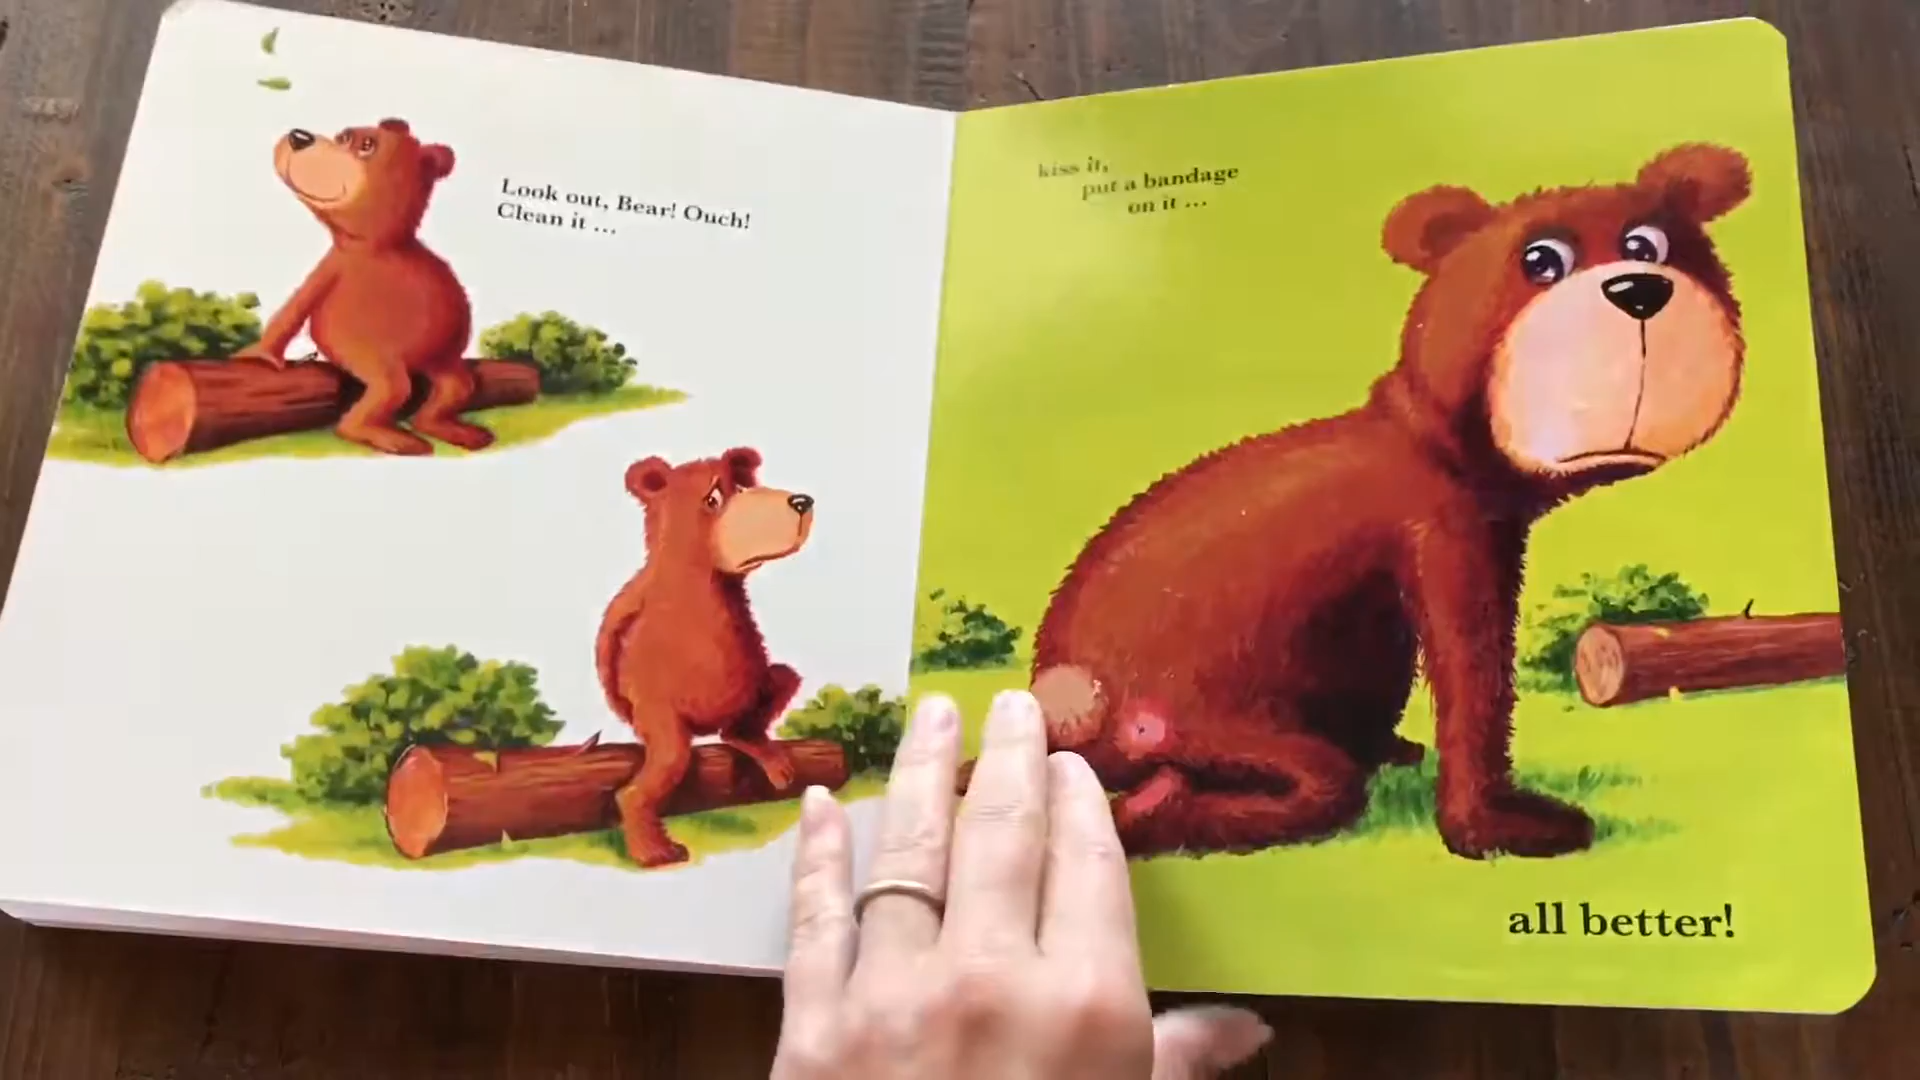 Look out, Bear! Ouch!
Clean it ...
kiss it,
put a bandage
on it ...
all better!